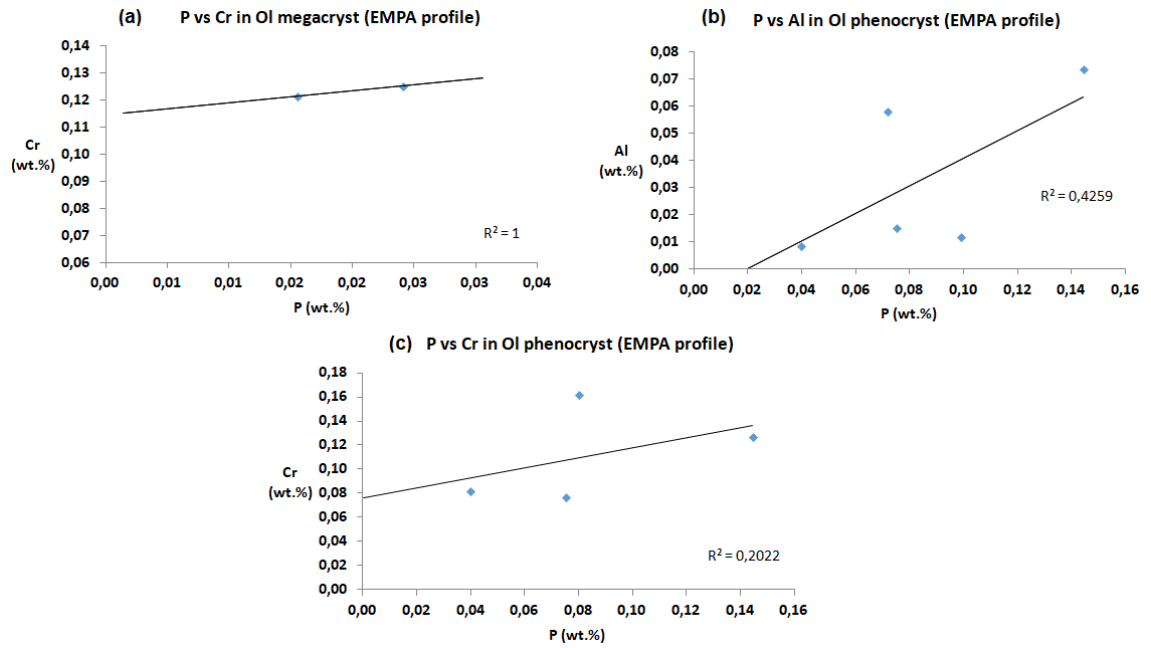 (a) P vs Cr in Ol megacryst (EMPA profile)
0,14
0,13
0,12
0,11
0,10
0,09
0,08
0,07
0,06
Cr
(wt.%)
R² = 1
0,00 0,01 0,01 0,02 0,02 0,03 0,03 0,04
P (wt.%)
(b) P vs Al in Ol phenocryst (EMPA profile)
0,08
0,07
0,06
0,05
0,04
0,03
0,02
0,01
0,00
Al
(wt.%)
R² = 0,4259
0,00 0,02 0,04 0,06 0,08 0,10 0,12 0,14 0,16
P (wt.%)
(c) P vs Cr in Ol phenocryst (EMPA profile)
0,18
0,16
0,14
0,12
0,10
0,08
0,06
0,04
0,02
0,00
Cr
(wt.%)
R² = 0,2022
0,00 0,02 0,04 0,06 0,08 0,10 0,12 0,14 0,16
P (wt.%)